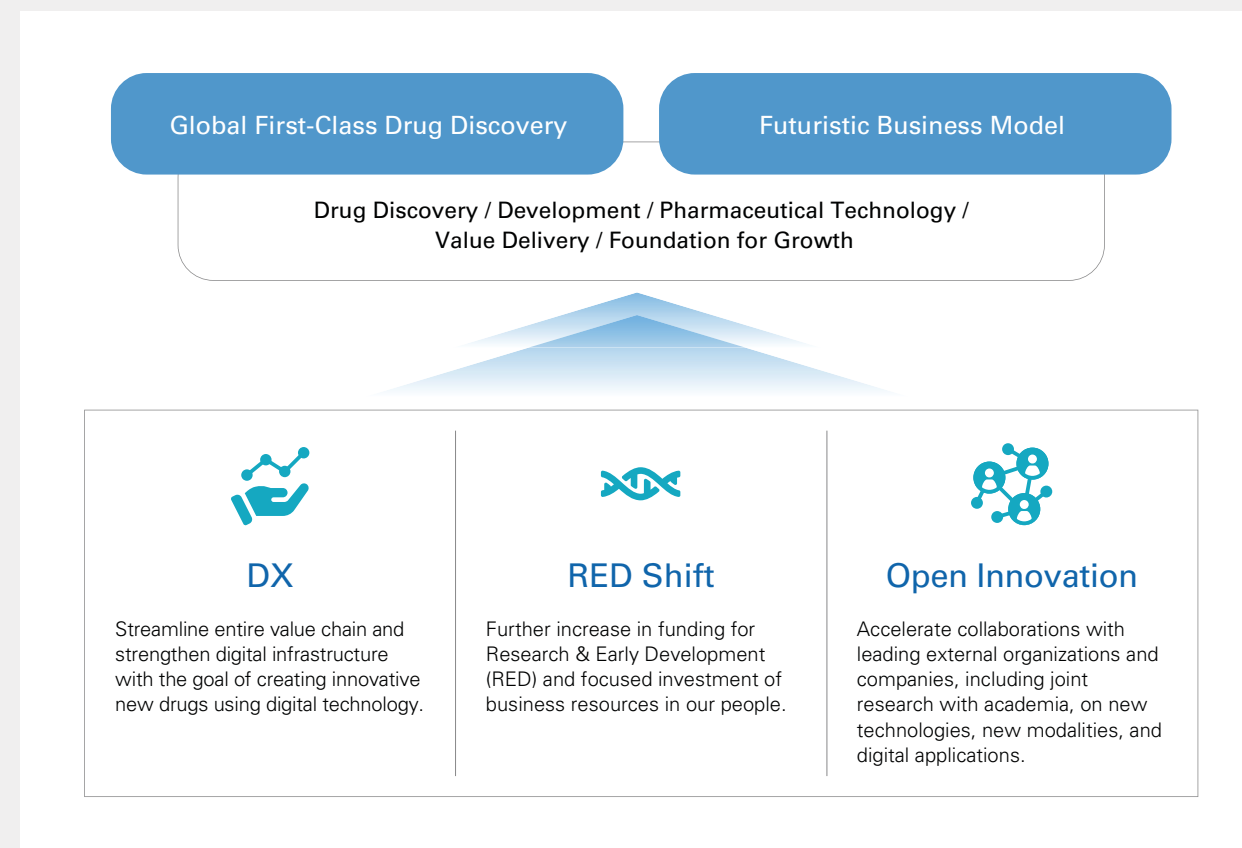 Global First-Class Drug Discovery
Futuristic Business Model
Drug Discovery / Development / Pharmaceutical Technology /
Value Delivery / Foundation for Growth
DX
Streamline entire value chain and
strengthen digital infrastructure
with the goal of creating innovative
new drugs using digital technology.
RED Shift
Further increase in funding for
Research & Early Development
(RED) and focused investment of
business resources in our people.
Open Innovation
Accelerate collaborations with
leading external organizations and
companies, including joint
research with academia, on new
technologies, new modalities, and
digital applications.